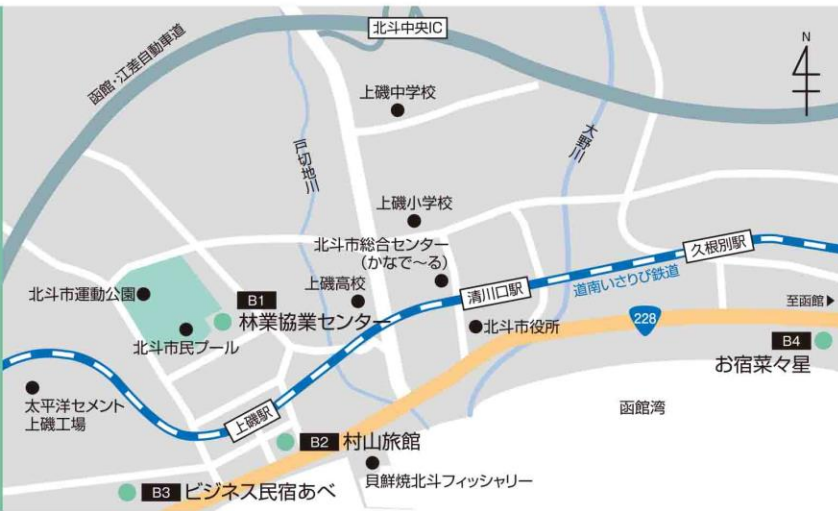 北斗中央IC
N
函館・江差自動車道
上磯中学校
戸切地川
大野川
上磯小学校
北斗市総合センター
（かなで〜る）
久根別駅
上磯高校
清川口駅
道南いさりび鉄道
北斗市運動公園
B1
林業協業センター
至函館▶
228
北斗市役所
北斗市民プール
B4
お宿菜々星
太平洋セメント
上磯工場
上磯駅
函館湾
B2 村山旅館
貝鮮焼北斗フィッシャリー
B3 ビジネス民宿あべ